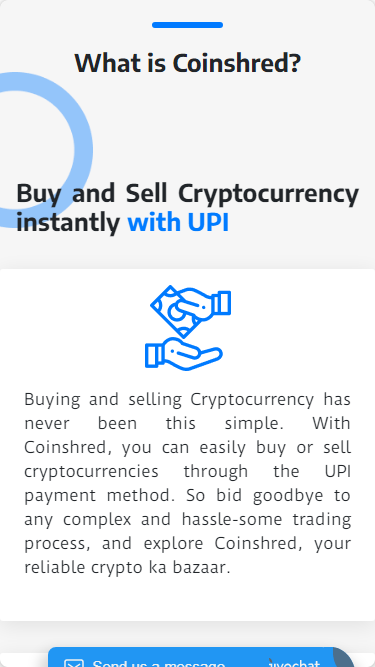 What is Coinshred?
Buy and Sell Cryptocurrency
instantly with UPI
Buying and selling Cryptocurrency has
never been this simple. With
Coinshred, you can easily buy or sell
cryptocurrencies through the UPI
payment method. So bid goodbye to
any complex and hassle-some trading
process, and explore Coinshred, your
reliable crypto ka bazaar.
Send us a message